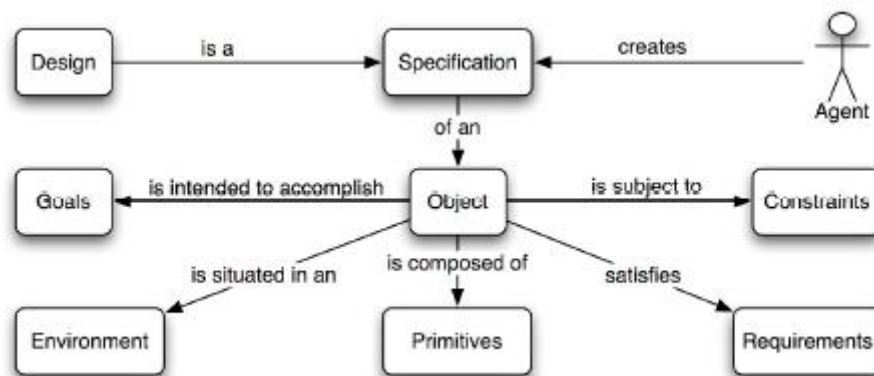 Design
is a
Specification
creates
Agent
of an
Goals
is intended to accomplish
Object
is subject to
Constraints
is situated in an
is composed of
satisfies
Environment
Primitives
Requirements